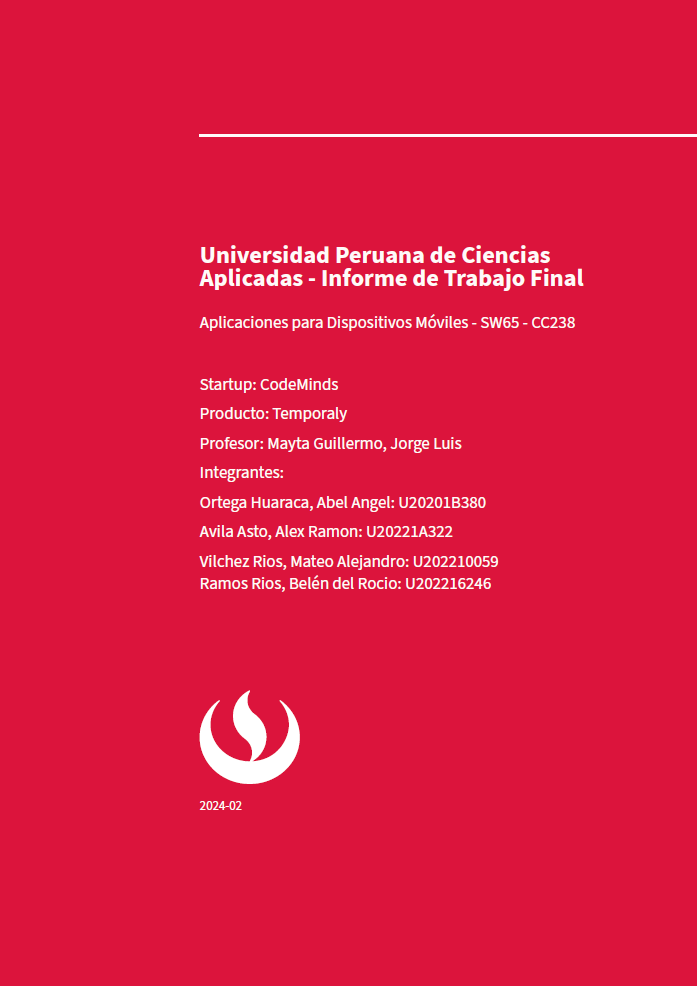 Universidad Peruana de Ciencias
Aplicadas - Informe de Trabajo Final
Aplicaciones para Dispositivos Móviles - SW65 - CC238
Startup: CodeMinds
Producto: Temporaly
Profesor: Mayta Guillermo, Jorge Luis
Integrantes:
Ortega Huaraca, Abel Angel: U20201B380
Avila Asto, Alex Ramon: U20221A322
Vilchez Rios, Mateo Alejandro: U202210059
Ramos Rios, Belén del Rocio: U202216246
2024-02